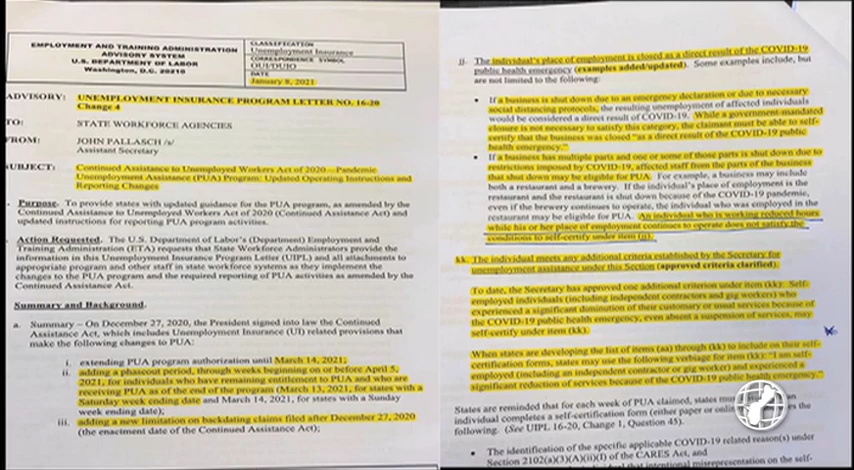 EMPLOYMENT AND TRAINING ADMINISTRATION
ADVISORY SYSTEM
U.S. DEPARTMENT OF LABOR
Washington, D.C. 20210
CLASSIFICATION
Unemployment Insurance
CORRESPONDENCE SYMBOL
OUI/DUIO
DATE
January 8, 2021
ADVISORY: UNEMPLOYMENT INSURANCE PROGRAM LETTER NO. 16-20
Change 4
TO: STATE WORKFORCE AGENCIES
FROM: JOHN PALLASCH /s/
Assistant Secretary
SUBJECT: Continued Assistance to Unemployed Workers Act of 2020—Pandemic
Unemployment Assistance (PUA) Program: Updated Operating Instructions and
Reporting Changes
Purpose. To provide states with updated guidance for the PUA program, as amended by the
Continued Assistance to Unemployed Workers Act of 2020 (Continued Assistance Act) and
updated instructions for reporting PUA activities.
Action Requested. The U.S. Department of Labor's (Department) Employment and
Training Administration (ETA) requests that State Workforce Administrators provide the
information in this Unemployment Insurance Program Letter (UIPL) and all attachments to
appropriate program and other staff in state workforce systems as they implement the
changes to the PUA program and the required reporting of PUA activities as amended by the
Continued Assistance Act.
Summary and Background.
a. Summary – On December 27, 2020, the President signed into law the Continued
Assistance Act, which includes Unemployment Insurance (UI) related provisions that
make the following changes to PUA:
i. extending PUA program authorization until March 14, 2021;
ii. adding a phaseout period, through weeks beginning on or before April 5,
2021, for individuals who have remaining entitlement to PUA and who are
receiving PUA as of the end of the program (March 13, 2021, for states with a
Saturday week ending date and March 14, 2021, for states with a Sunday
week ending date);
iii. adding a new limitation on backdating claims filed after December 27, 2020
(the enactment date of the Continued Assistance Act);
jj. The individual's place of employment is closed as a direct result of the COVID-19
public health emergency (examples added/updated). Some examples include, but
are not limited to the following:
• If a business is shut down due to an emergency declaration or due to necessary
social distancing protocols, the resulting unemployment of affected individuals
would be considered a direct result of COVID-19. While a government-mandated
closure is not necessary to satisfy this category, the claimant must be able to self-
certify that the business was closed "as a direct result of the COVID-19 public
health emergency."
• If a business has multiple parts and one or some of those parts is shut down due to
restrictions imposed by COVID-19, affected staff from the parts of the business
that shut down may be eligible for PUA. For example, a business may include
both a restaurant and a brewery. If the individual's place of employment is the
restaurant and the restaurant is shut down because of the COVID-19 pandemic,
even if the brewery continues to operate, the individual who was employed in the
restaurant may be eligible for PUA. An individual who is working reduced hours
while his or her place of employment continues to operate does not satisfy the
conditions to self-certify under item (jj).
kk. The individual meets any additional criteria established by the Secretary for
unemployment assistance under this Section (approved criteria clarified).
To date, the Secretary has approved one additional criterion under item (kk): Self-
employed individuals (including independent contractors and gig workers) who
experienced a significant diminution of their customary or usual services because of
the COVID-19 public health emergency, even absent a suspension of services, may
self-certify under item (kk).
When states are developing the list of items (aa) through (kk) to include on their self-
certification forms, states may use the following verbiage for item (kk): "I am self-
employed (including an independent contractor or gig worker) and experienced a
significant reduction of services because of the COVID-19 public health emergency."
States are reminded that for each week of PUA claimed, states must
individual completes a self-certification form (either paper or the
following. (See UIPL 16-20, Change 1, Question 45).
• The identification of the specific applicable COVID-19 related reason(s) under
Section 2102(a)(3)(A)(ii)(I) of the CARES Act, and
intentional misrepresentation on the self-